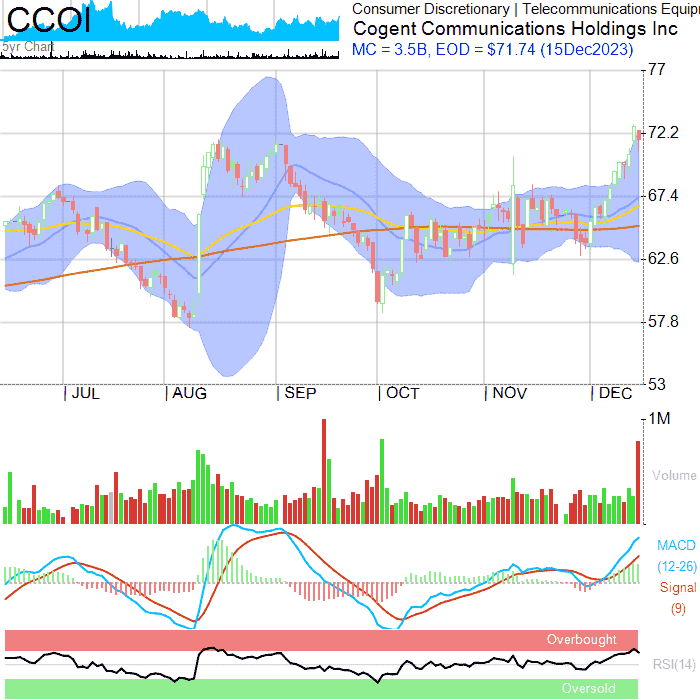 CCOI
5yr Chart
Consumer Discretionary | Telecommunications Equip
Cogent Communications Holdings Inc
MC = 3.5B, EOD = $71.74 (15Dec2023)
77
72.2
67.4
62.6
57.8
53
JUL
AUG
SEP
OCT
NOV
DEC
1M
Volume
MACD
(12-26)
Signal
(9)
Overbought
RSI(14)
Oversold